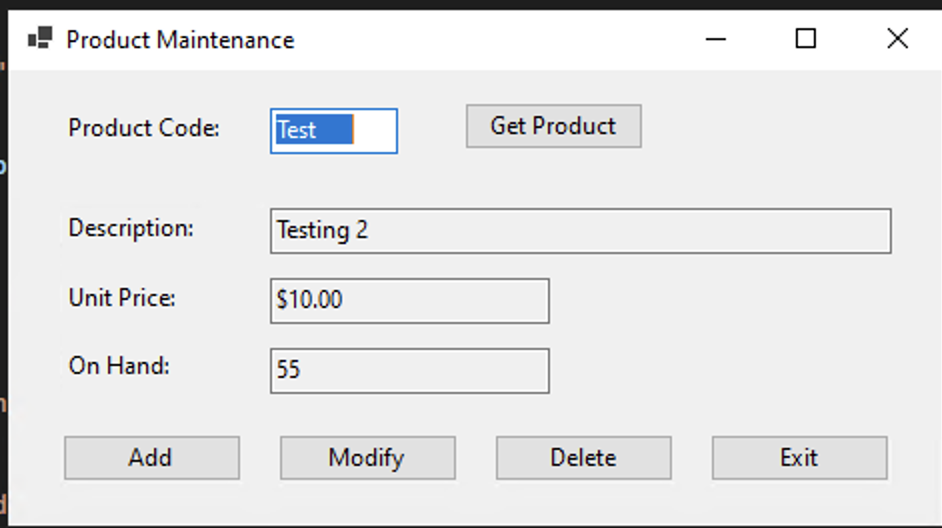 Product Maintenance
Product Code: Test Get Product
Description: Testing 2
Unit Price: $10.00
On Hand: 55
Add Modify Delete Exit